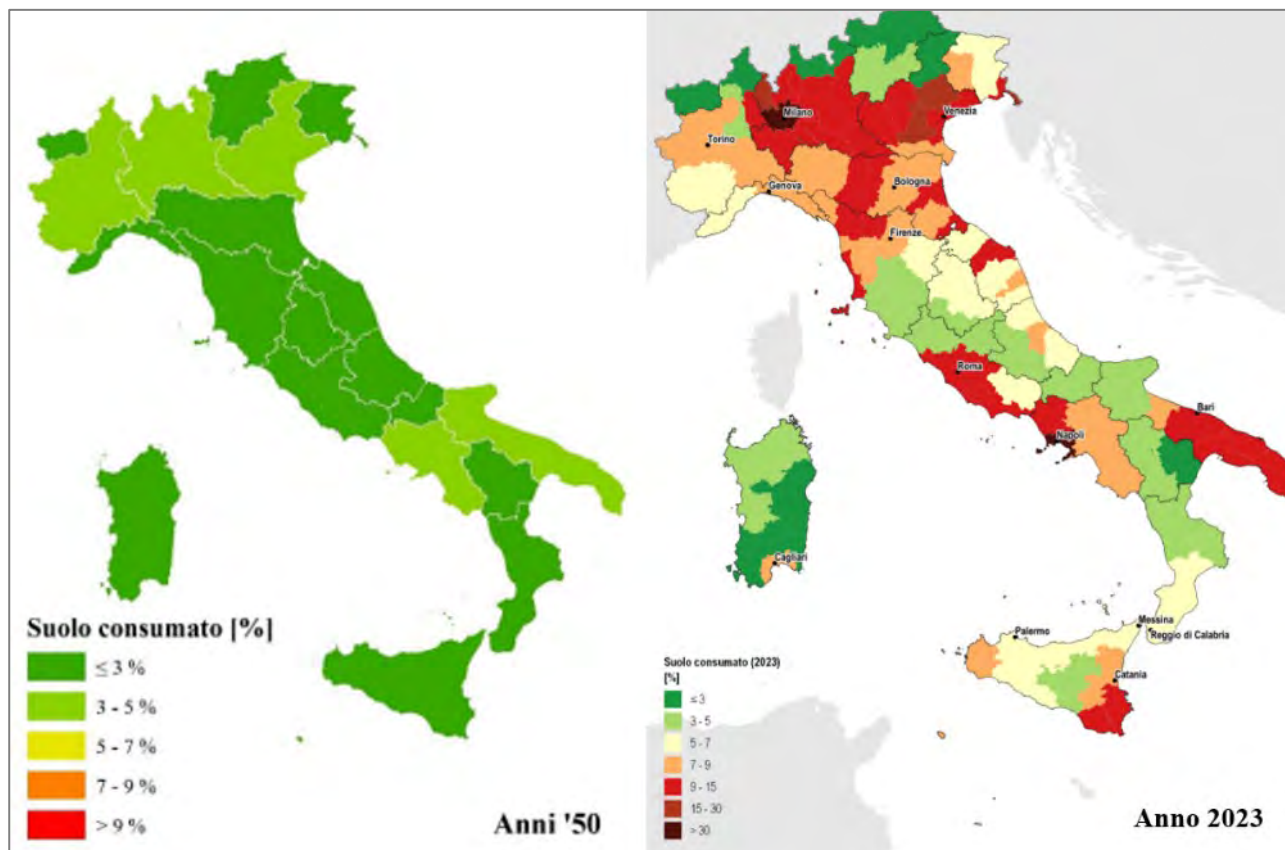 Suolo consumato [%]
≤ 3 %
3 - 5 %
5 - 7 %
7 - 9 %
> 9 %
Anni '50
Milano
Venezia
Torino
Genova
Bologna
Firenze
Roma
Bari
Napoli
Cagliari
Messina
Palermo
Reggio di Calabria
Catania
Suolo consumato (2023)
[%]
≤ 3
3 - 5
5 - 7
7 - 9
9 - 15
15 - 30
> 30
Anno 2023